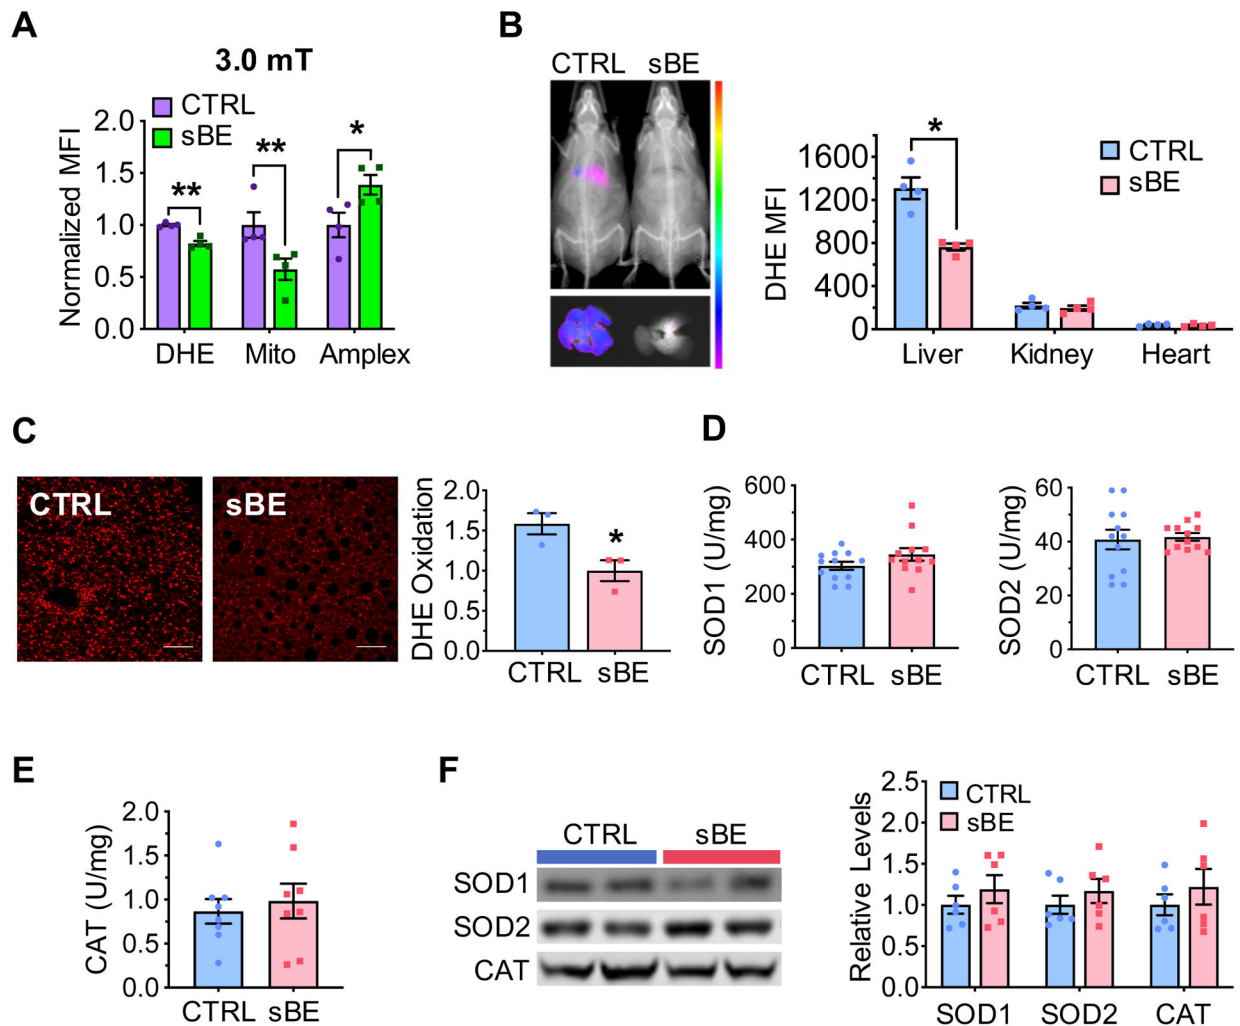 A
3.0 mT
CTRL
sBE
Normalized MFI
2.0
1.5
1.0
0.5
0.0
**
**
*
DHE Mito Amplex
B
CTRL sBE
DHE MFI
1600
1200
800
400
0
*
CTRL
sBE
Liver Kidney Heart
C
CTRL
sBE
DHE Oxidation
2.0
1.5
1.0
0.5
0.0
*
CTRL sBE
D
SOD1 (U/mg)
600
400
200
0
CTRL sBE
SOD2 (U/mg)
60
40
20
0
CTRL sBE
E
CAT (U/mg)
2.0
1.5
1.0
0.5
0.0
CTRL sBE
F
CTRL sBE
SOD1
SOD2
CAT
Relative Levels
2.5
2.0
1.5
1.0
0.5
0.0
CTRL
sBE
SOD1 SOD2 CAT